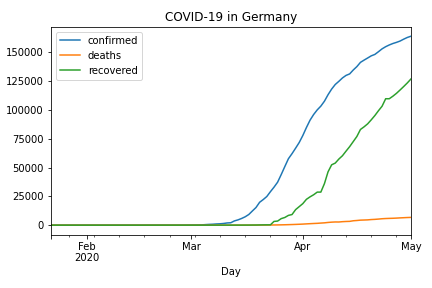 COVID-19 in Germany
confirmed
deaths
recovered
150000
125000
100000
75000
50000
25000
0
Feb
2020
Mar
Apr
May
Day